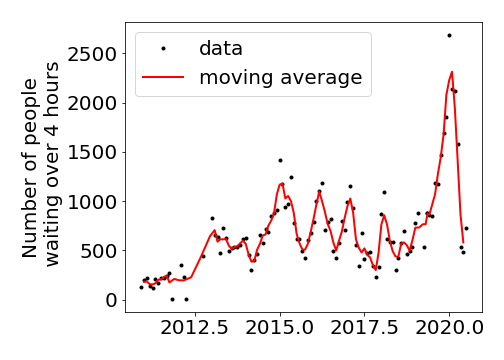 Number of people
waiting over 4 hours
data
moving average
2500
2000
1500
1000
500
0
2012.5
2015.0
2017.5
2020.0